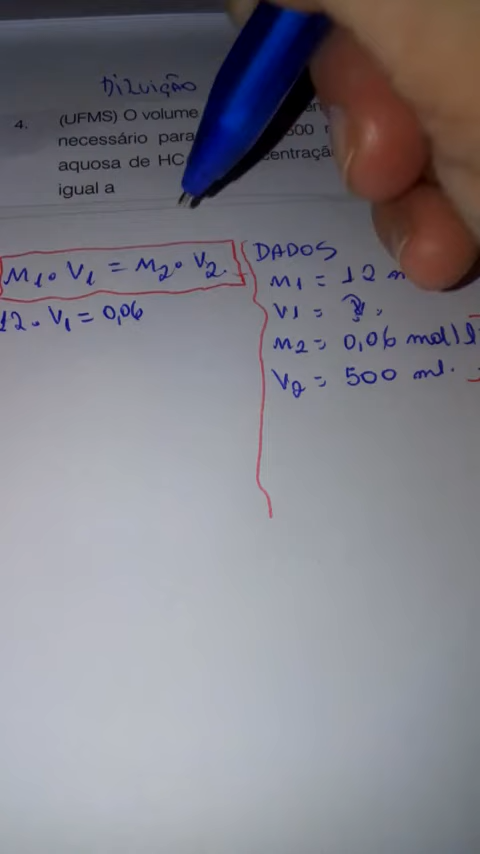 Diluição
4. (UFMS) O volume
necessário para 500
aquosa de HC
igual a
M1 . V1 = M2 . V2
12 . V1 = 0,06
DADOS
M1 = 12 m
V1 = ?.
M2 = 0,06 mol/l
V2 = 500 ml.